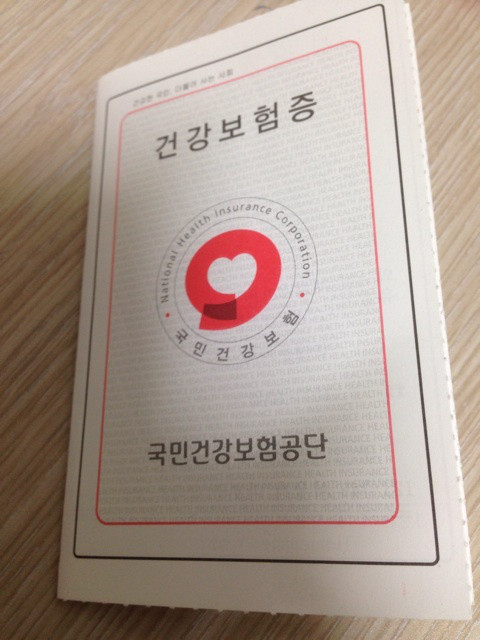 건강한 국민, 더불어 사는 사회
건강보험증
National Health Insurance Corporation
국민건강보험
국민건강보험공단